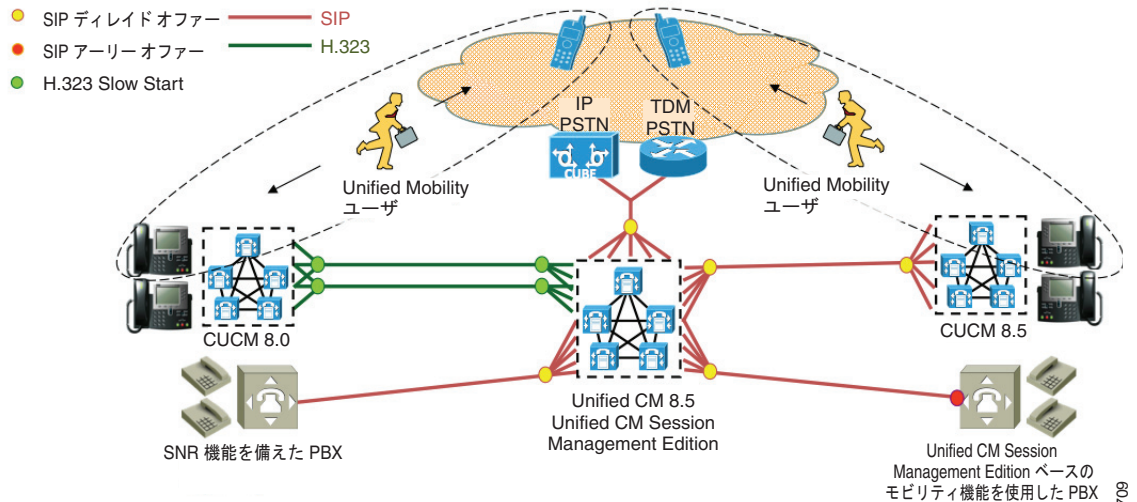 SIP ディレイド オファー
SIP
SIP アーリー オファー
H.323
H.323 Slow Start
IP
PSTN
TDM
PSTN
CUBE
Unified Mobility
ユーザ
Unified Mobility
ユーザ
CUCM 8.0
CUCM 8.5
Unified CM 8.5
Unified CM Session
Management Edition
SNR 機能を備えた PBX
Unified CM Session
Management Edition ベースの
モビリティ機能を使用した PBX